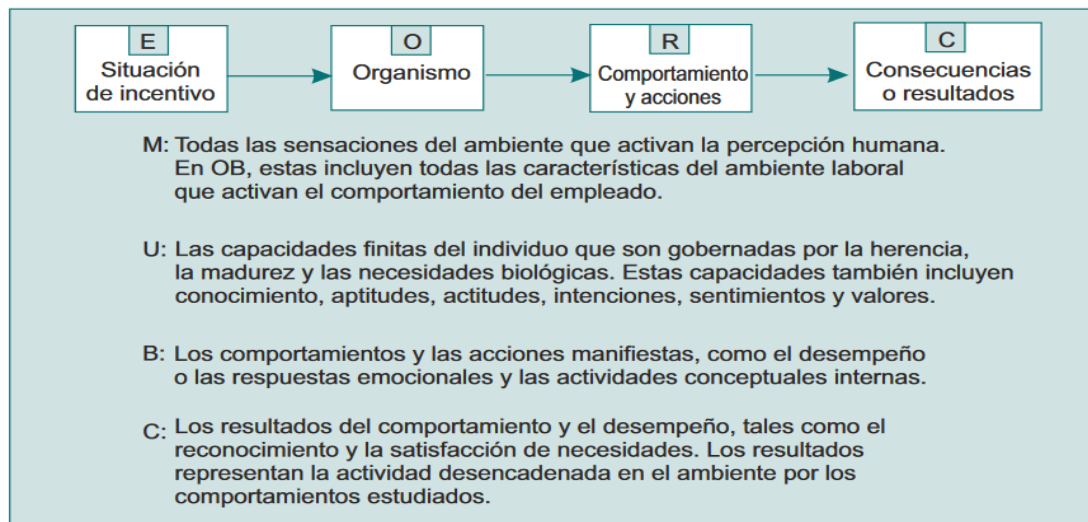 E
Situación
de incentivo
O
Organismo
R
Comportamiento
y acciones
C
Consecuencias
o resultados
M: Todas las sensaciones del ambiente que activan la percepción humana.
En OB, estas incluyen todas las características del ambiente laboral
que activan el comportamiento del empleado.
U: Las capacidades finitas del individuo que son gobernadas por la herencia,
la madurez y las necesidades biológicas. Estas capacidades también incluyen
conocimiento, aptitudes, actitudes, intenciones, sentimientos y valores.
B: Los comportamientos y las acciones manifiestas, como el desempeño
o las respuestas emocionales y las actividades conceptuales internas.
C: Los resultados del comportamiento y el desempeño, tales como el
reconocimiento y la satisfacción de necesidades. Los resultados
representan la actividad desencadenada en el ambiente por los
comportamientos estudiados.